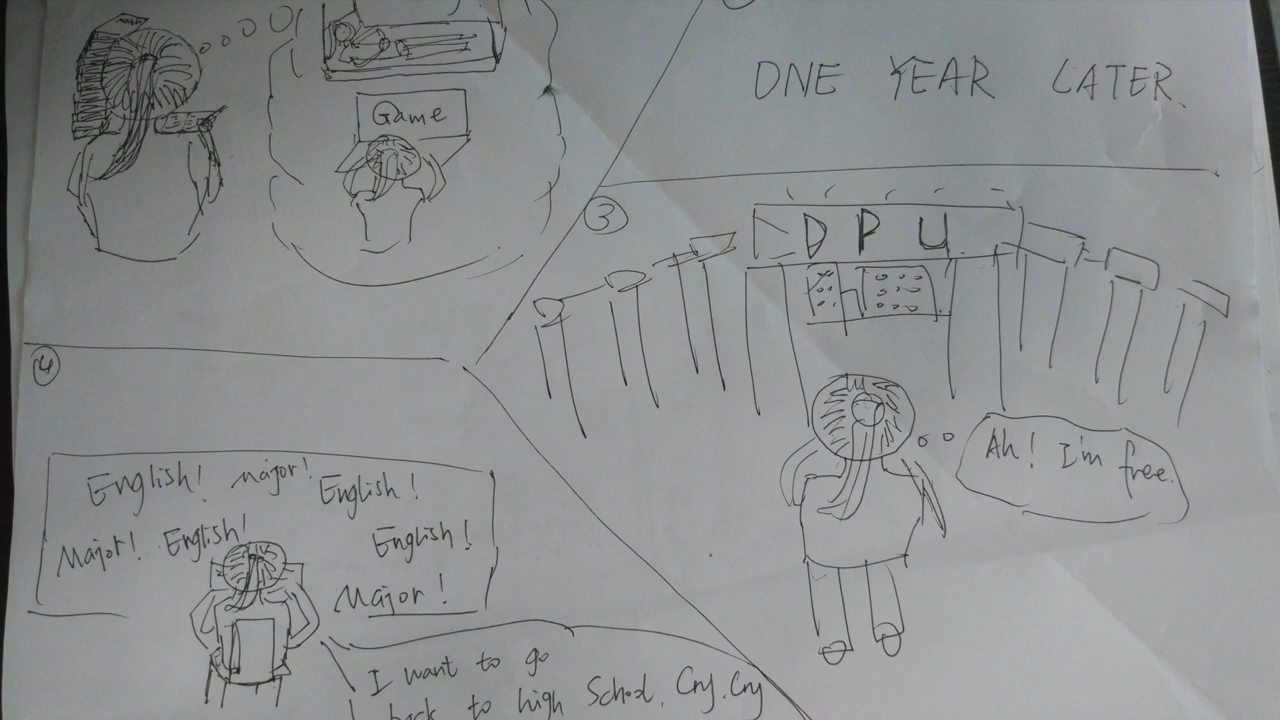 Game
ONE YEAR LATER.
③
DPU
Ah! I'm free.
④
English! Major! English!
Major! English! English!
Major!
I want to go
back to high School, Cry, Cry